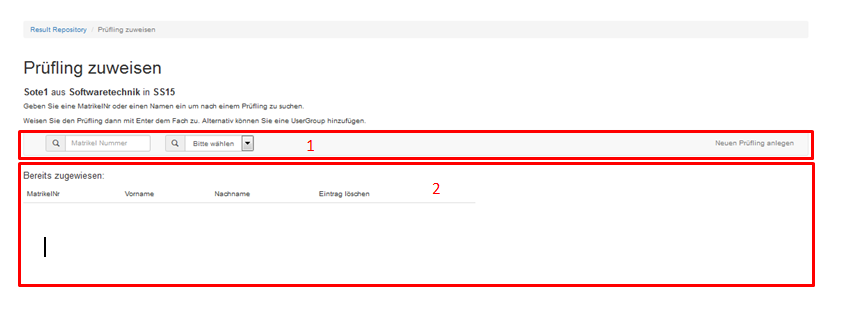 Result Repository / Prüfling zuweisen
Prüfling zuweisen
Sote1 aus Softwaretechnik in SS15
Geben Sie eine MatrikelNr oder einen Namen ein um nach einem Prüfling zu suchen.
Weisen Sie den Prüfling dann mit Enter dem Fach zu. Alternativ können Sie eine UserGroup hinzufügen.
Matrikel Nummer Bitte wählen 1 Neuen Prüfling anlegen
Bereits zugewiesen:
MatrikelNr Vorname Nachname Eintrag löschen 2